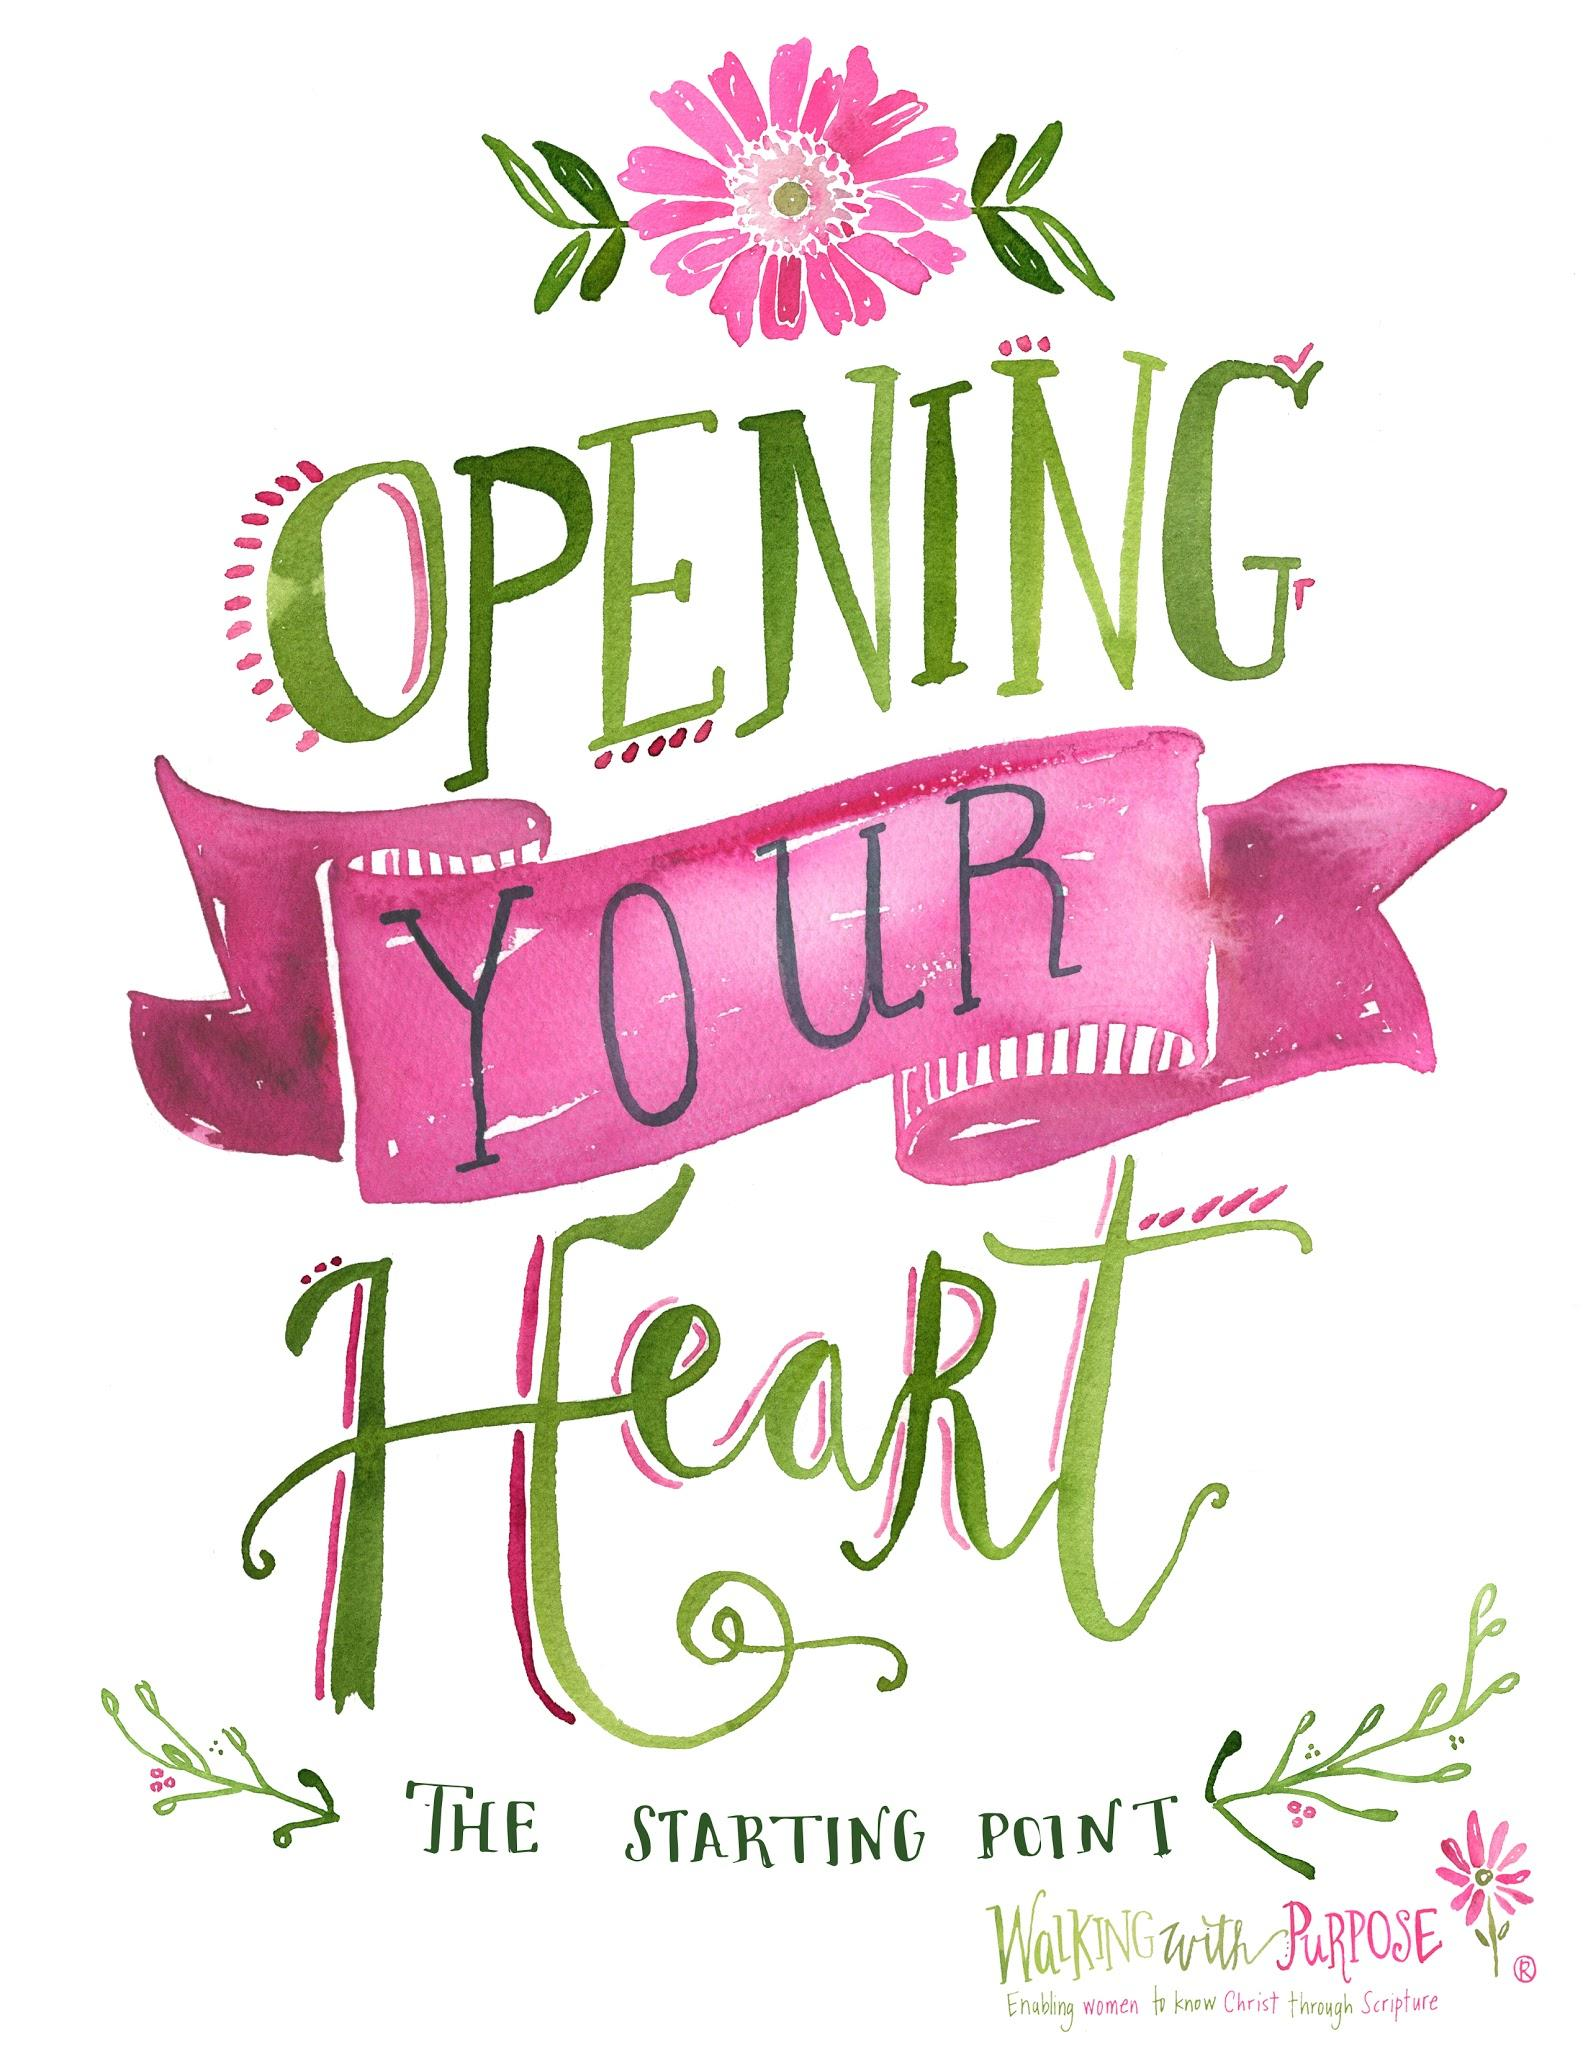 OPENING
YOUR
HeaRt
THE STARTING POINT
WaLKING with PuRPOSE
®
Enabling women to know Christ through Scripture